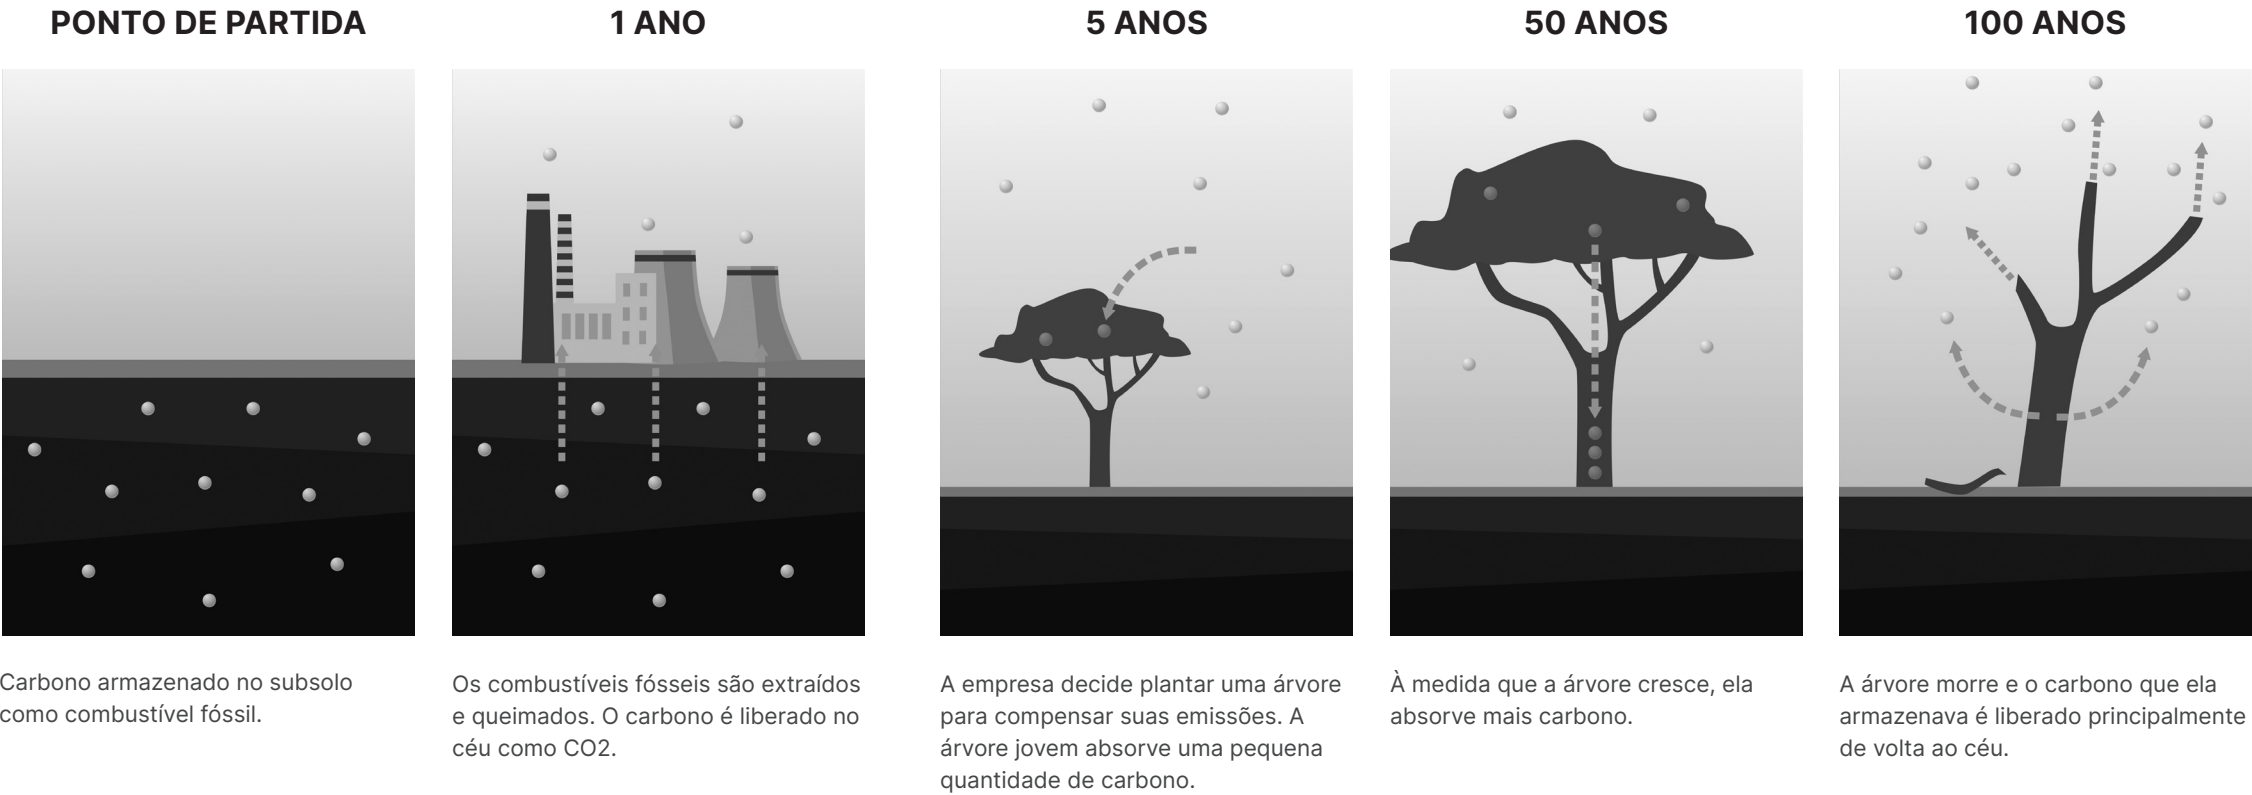 PONTO DE PARTIDA
1 ANO
5 ANOS
50 ANOS
100 ANOS
Carbono armazenado no subsolo
como combustível fóssil.
Os combustíveis fósseis são extraídos
e queimados. O carbono é liberado no
céu como CO2.
A empresa decide plantar uma árvore
para compensar suas emissões. A
árvore jovem absorve uma pequena
quantidade de carbono.
À medida que a árvore cresce, ela
absorve mais carbono.
A árvore morre e o carbono que ela
armazenava é liberado principalmente
de volta ao céu.